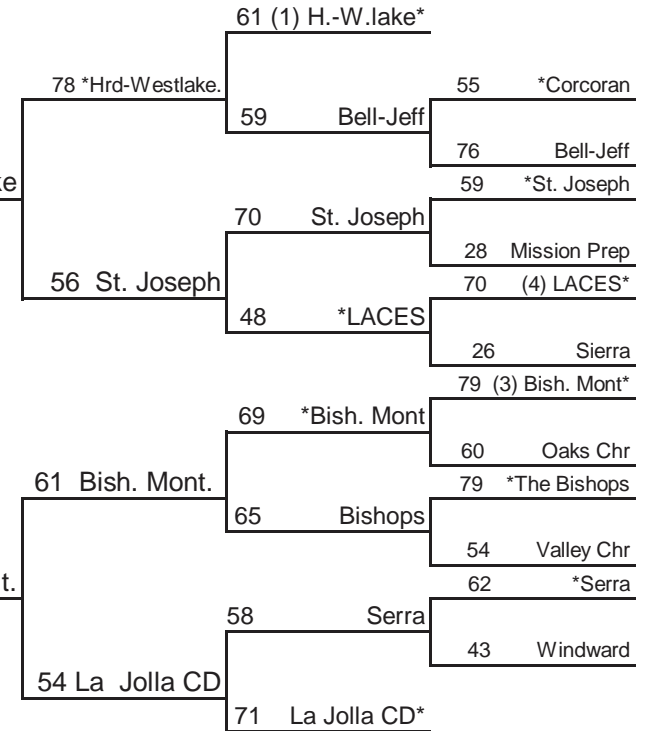 61 (1) H.-W.lake*
78 *Hrd-Westlake.
55 *Corcoran
59 Bell-Jeff
76 Bell-Jeff
ke
59 *St. Joseph
70 St. Joseph
28 Mission Prep
56 St. Joseph
70 (4) LACES*
48 *LACES
26 Sierra
79 (3) Bish. Mont*
69 *Bish. Mont
60 Oaks Chr
61 Bish. Mont.
79 *The Bishops
65 Bishops
54 Valley Chr
t.
62 *Serra
58 Serra
43 Windward
54 La Jolla CD
71 La Jolla CD*